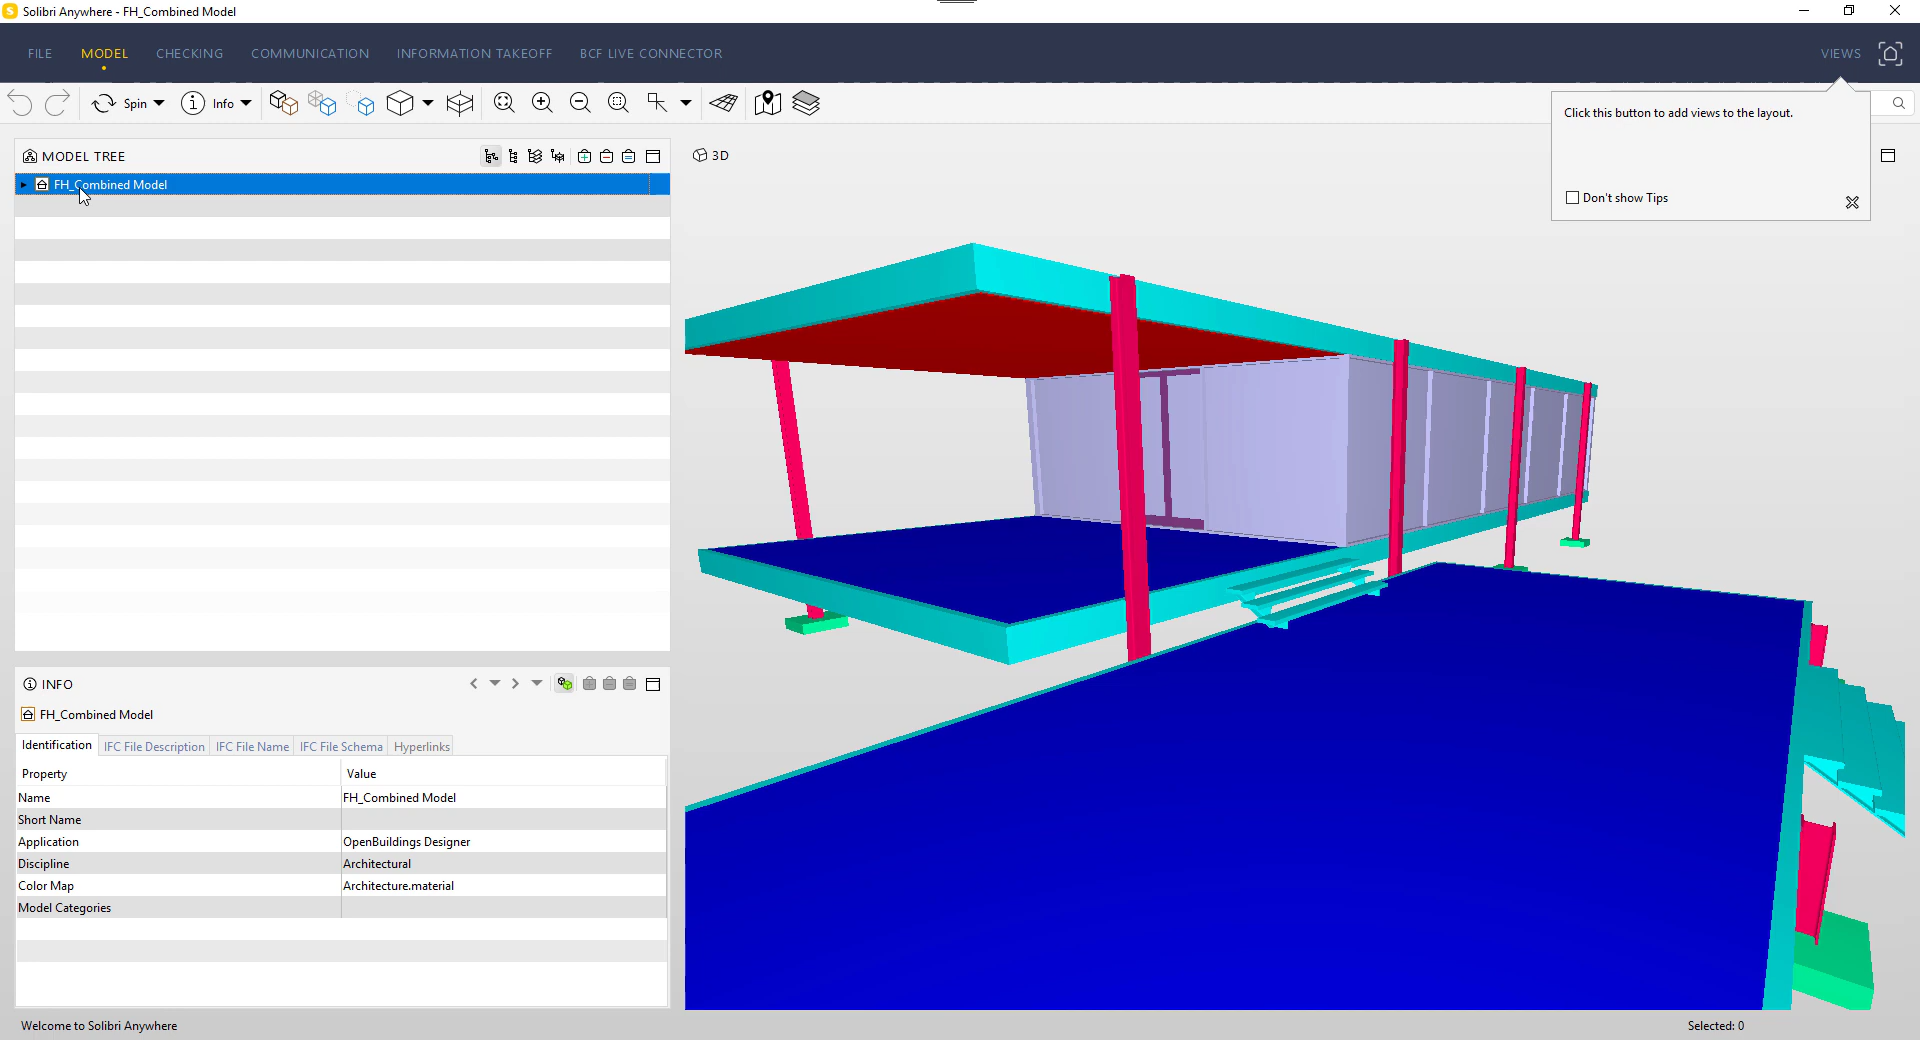 S Solibri Anywhere - FH_Combined Model
FILE MODEL CHECKING COMMUNICATION INFORMATION TAKEOFF BCF LIVE CONNECTOR VIEWS
Spin Info
Click this button to add views to the layout.
Don't show Tips
MODEL TREE
3D
FH_Combined Model
INFO
FH_Combined Model
Identification IFC File Description IFC File Name IFC File Schema Hyperlinks
Property Value
Name FH_Combined Model
Short Name
Application OpenBuildings Designer
Discipline Architectural
Color Map Architecture.material
Model Categories
Welcome to Solibri Anywhere Selected: 0